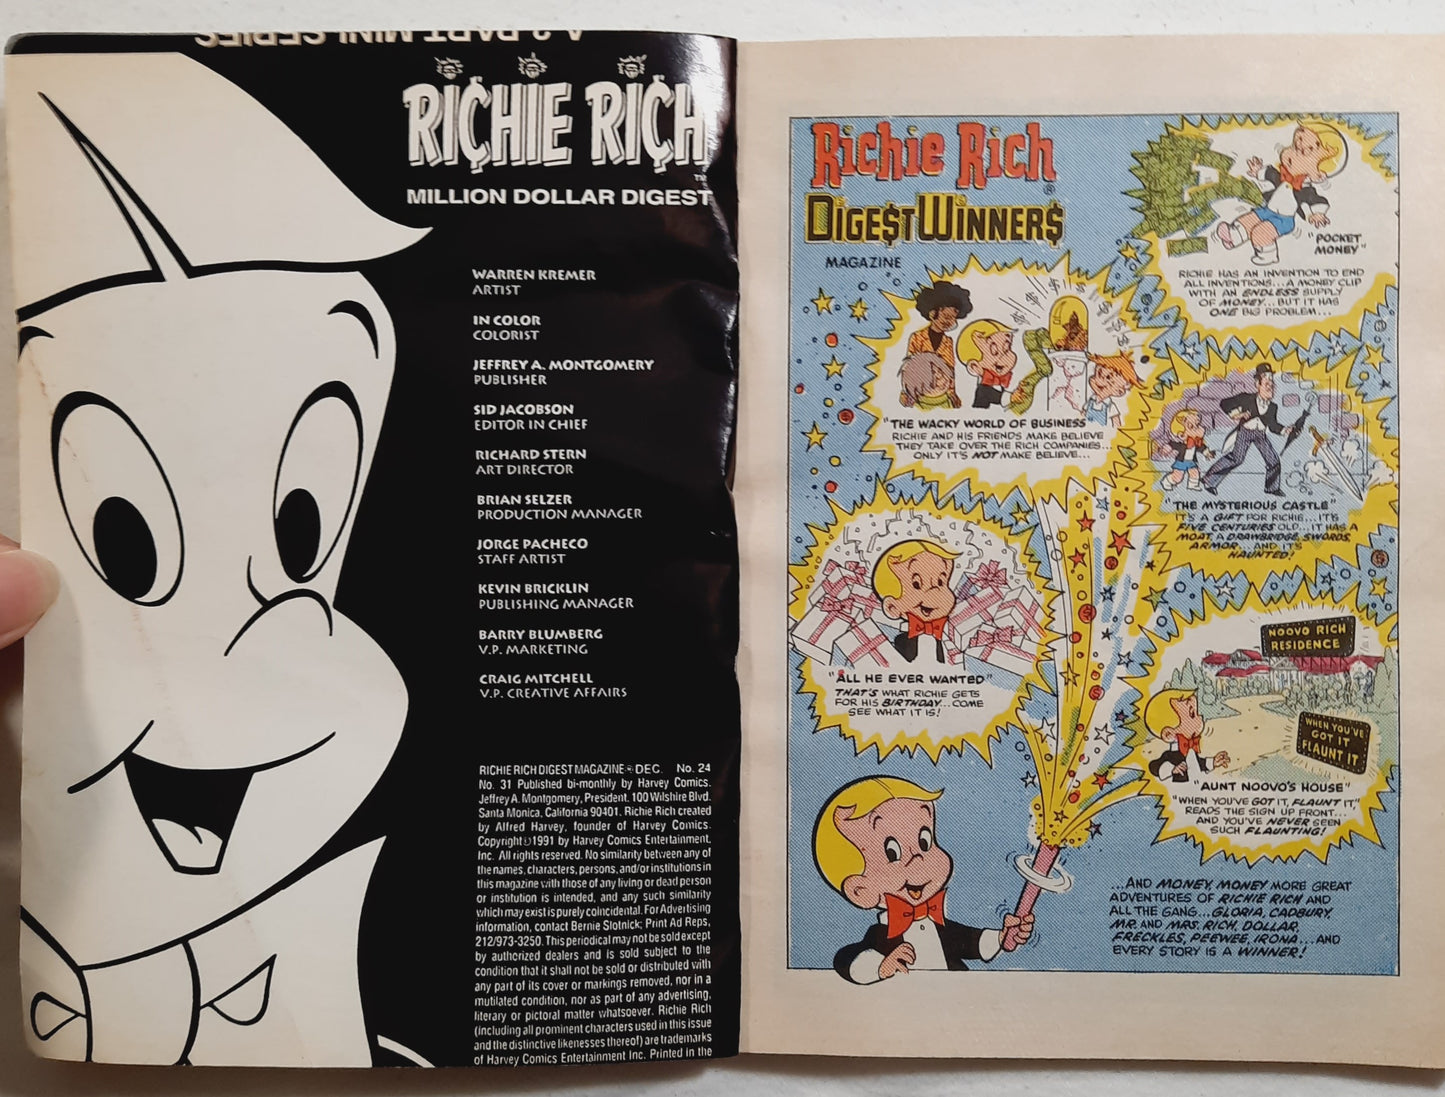 A 3 PART MINI SERIES
RI¢HIE RI¢H
TM
MILLION DOLLAR DIGEST
WARREN KREMER
ARTIST
IN COLOR
COLORIST
JEFFREY A. MONTGOMERY
PUBLISHER
SID JACOBSON
EDITOR IN CHIEF
RICHARD STERN
ART DIRECTOR
BRIAN SELZER
PRODUCTION MANAGER
JORGE PACHECO
STAFF ARTIST
KEVIN BRICKLIN
PUBLISHING MANAGER
BARRY BLUMBERG
V.P. MARKETING
CRAIG MITCHELL
V.P. CREATIVE AFFAIRS
RICHIE RICH DIGEST MAGAZINE ® DEC. No. 24
No. 31 Published bi-monthly by Harvey Comics.
Jeffrey A. Montgomery, President. 100 Wilshire Blvd.
Santa Monica, California 90401. Richie Rich created
by Alfred Harvey, founder of Harvey Comics.
Copyright © 1991 by Harvey Comics Entertainment,
Inc. All rights reserved. No similarity between any of
the names, characters, persons, and/or institutions in
this magazine with those of any living or dead person
or institution is intended, and any such similarity
which may exist is purely coincidental. For Advertising
information, contact Bernie Slotnick; Print Ad Reps,
212/973-3250. This periodical may not be sold except
by authorized dealers and is sold subject to the
condition that it shall not be sold or distributed with
any part of its cover or markings removed, nor in a
mutilated condition, nor as part of any advertising,
literary or pictoral matter whatsoever. Richie Rich
(including all prominent characters used in this issue
and the distinctive likenesses thereof) are trademarks
of Harvey Comics Entertainment Inc. Printed in the
Richie Rich
®
DIGE$T WINNER$
MAGAZINE
"POCKET
MONEY"
RICHIE HAS AN INVENTION TO END
ALL INVENTIONS...A MONEY CLIP
WITH AN ENDLESS SUPPLY
OF MONEY...BUT IT HAS
ONE BIG PROBLEM...
"THE WACKY WORLD OF BUSINESS"
RICHIE AND HIS FRIENDS MAKE BELIEVE
THEY TAKE OVER THE RICH COMPANIES...
ONLY IT'S NOT MAKE BELIEVE...
"THE MYSTERIOUS CASTLE"
IT'S A GIFT FOR RICHIE...IT'S
FIVE CENTURIES OLD...IT HAS A
MOAT, A DRAWBRIDGE, SWORDS,
ARMOR...AND IT'S
HAUNTED!
"ALL HE EVER WANTED"
THAT'S WHAT RICHIE GETS
FOR HIS BIRTHDAY...COME
SEE WHAT IT IS!
NOOVO RICH
RESIDENCE
WHEN YOU'VE
GOT IT
FLAUNT IT
"AUNT NOOVO'S HOUSE"
"WHEN YOU'VE GOT IT, FLAUNT IT,"
READS THE SIGN UP FRONT...
AND YOU'VE NEVER SEEN
SUCH FLAUNTING!
...AND MONEY, MONEY MORE GREAT
ADVENTURES OF RICHIE RICH AND
ALL THE GANG...GLORIA, CADBURY,
MR. AND MRS. RICH, DOLLAR,
FRECKLES, PEEWEE, IRONA...AND
EVERY STORY IS A WINNER!